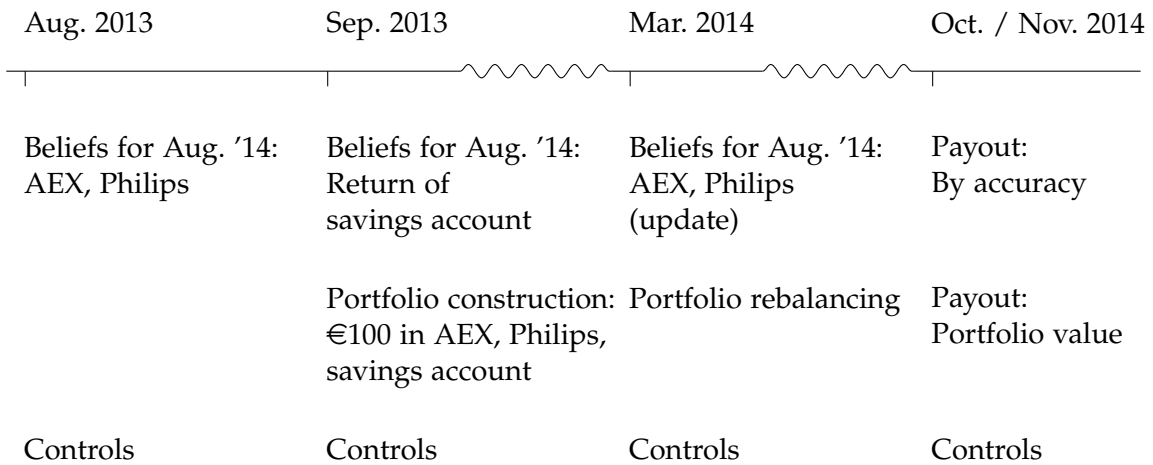 Aug. 2013
Sep. 2013
Mar. 2014
Oct. / Nov. 2014
Beliefs for Aug. ’14:
AEX, Philips
Beliefs for Aug. ’14:
Return of
savings account
Beliefs for Aug. ’14:
AEX, Philips
(update)
Payout:
By accuracy
Portfolio construction:
€100 in AEX, Philips,
savings account
Portfolio rebalancing
Payout:
Portfolio value
Controls
Controls
Controls
Controls